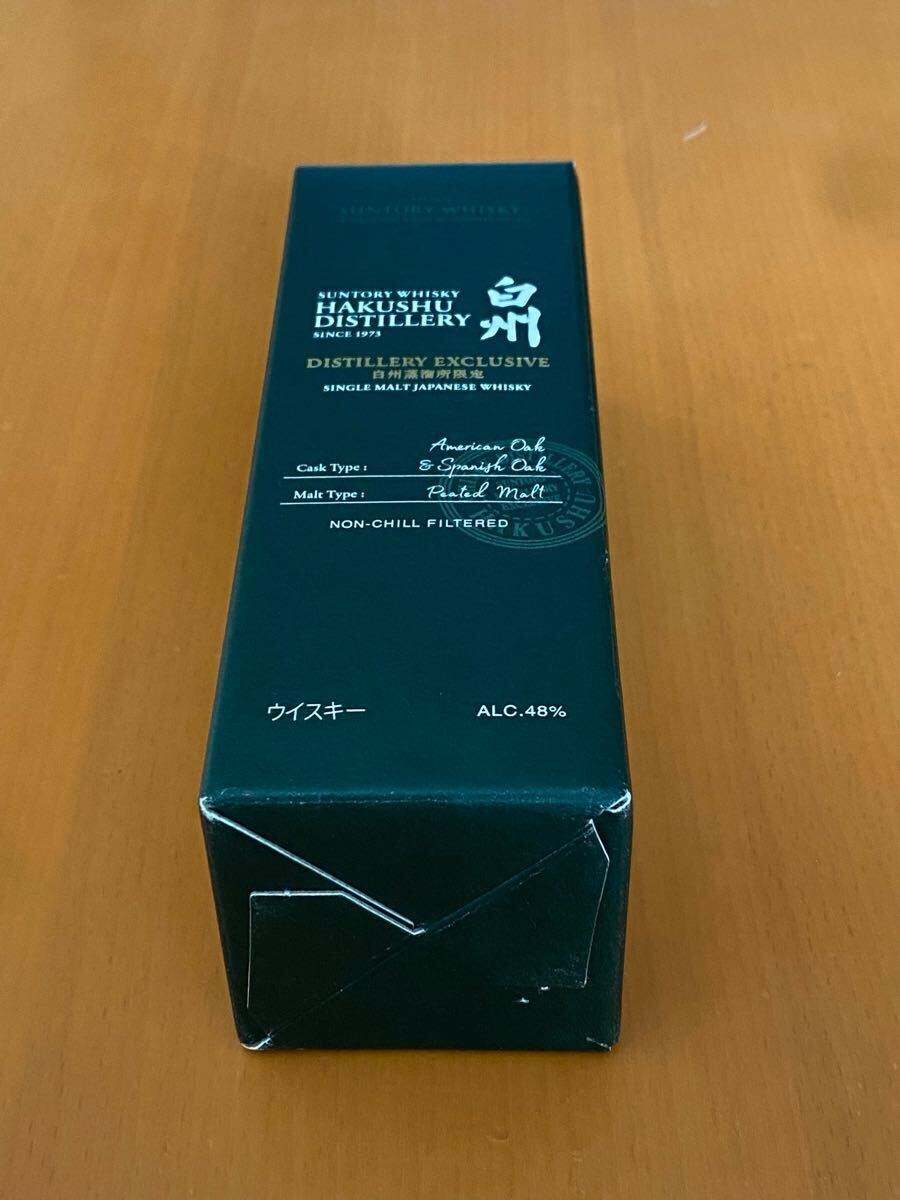 SUNTORY WHISKY
SUNTORY WHISKY
HAKUSHU
DISTILLERY
SINCE 1973
白州
DISTILLERY EXCLUSIVE
白州蒸溜所限定
SINGLE MALT JAPANESE WHISKY
Cask Type : American Oak
& Spanish Oak
Malt Type : Peated Malt
NON-CHILL FILTERED
DISTILLERY
HAKUSHU
ウイスキー ALC.48%